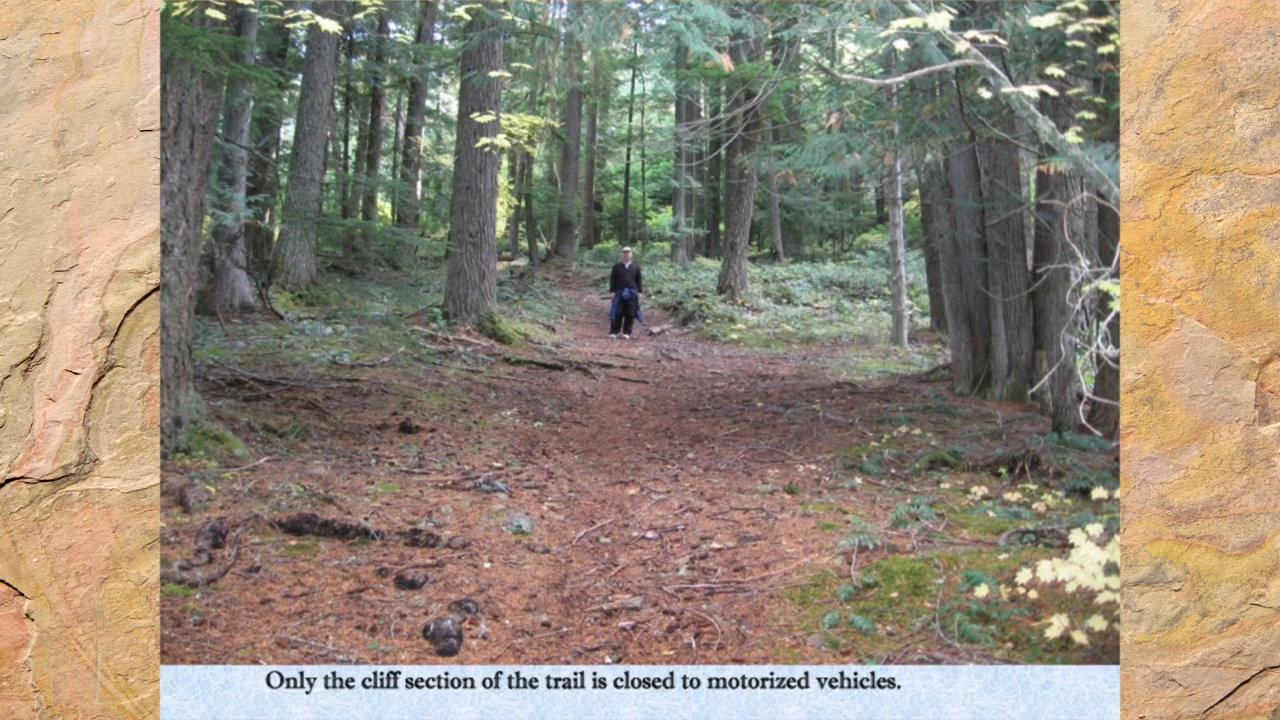 Only the cliff section of the trail is closed to motorized vehicles.